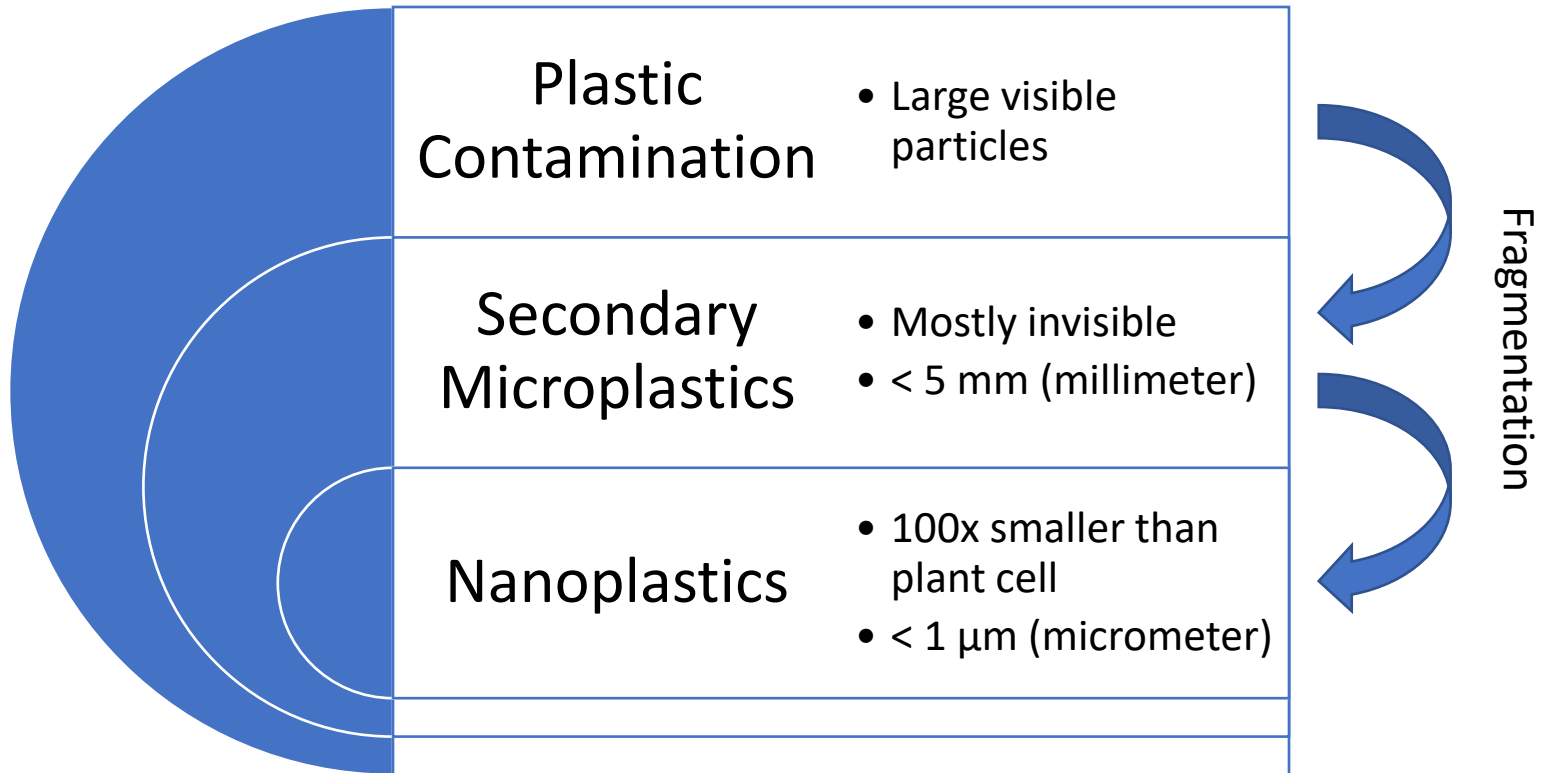 Plastic
Contamination
• Large visible
particles
Secondary
Microplastics
• Mostly invisible
• < 5 mm (millimeter)
Nanoplastics
• 100x smaller than
plant cell
• < 1 µm (micrometer)
Fragmentation